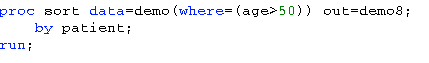 proc sort data=demo(where=(age>50)) out=demo8;
    by patient;
run;